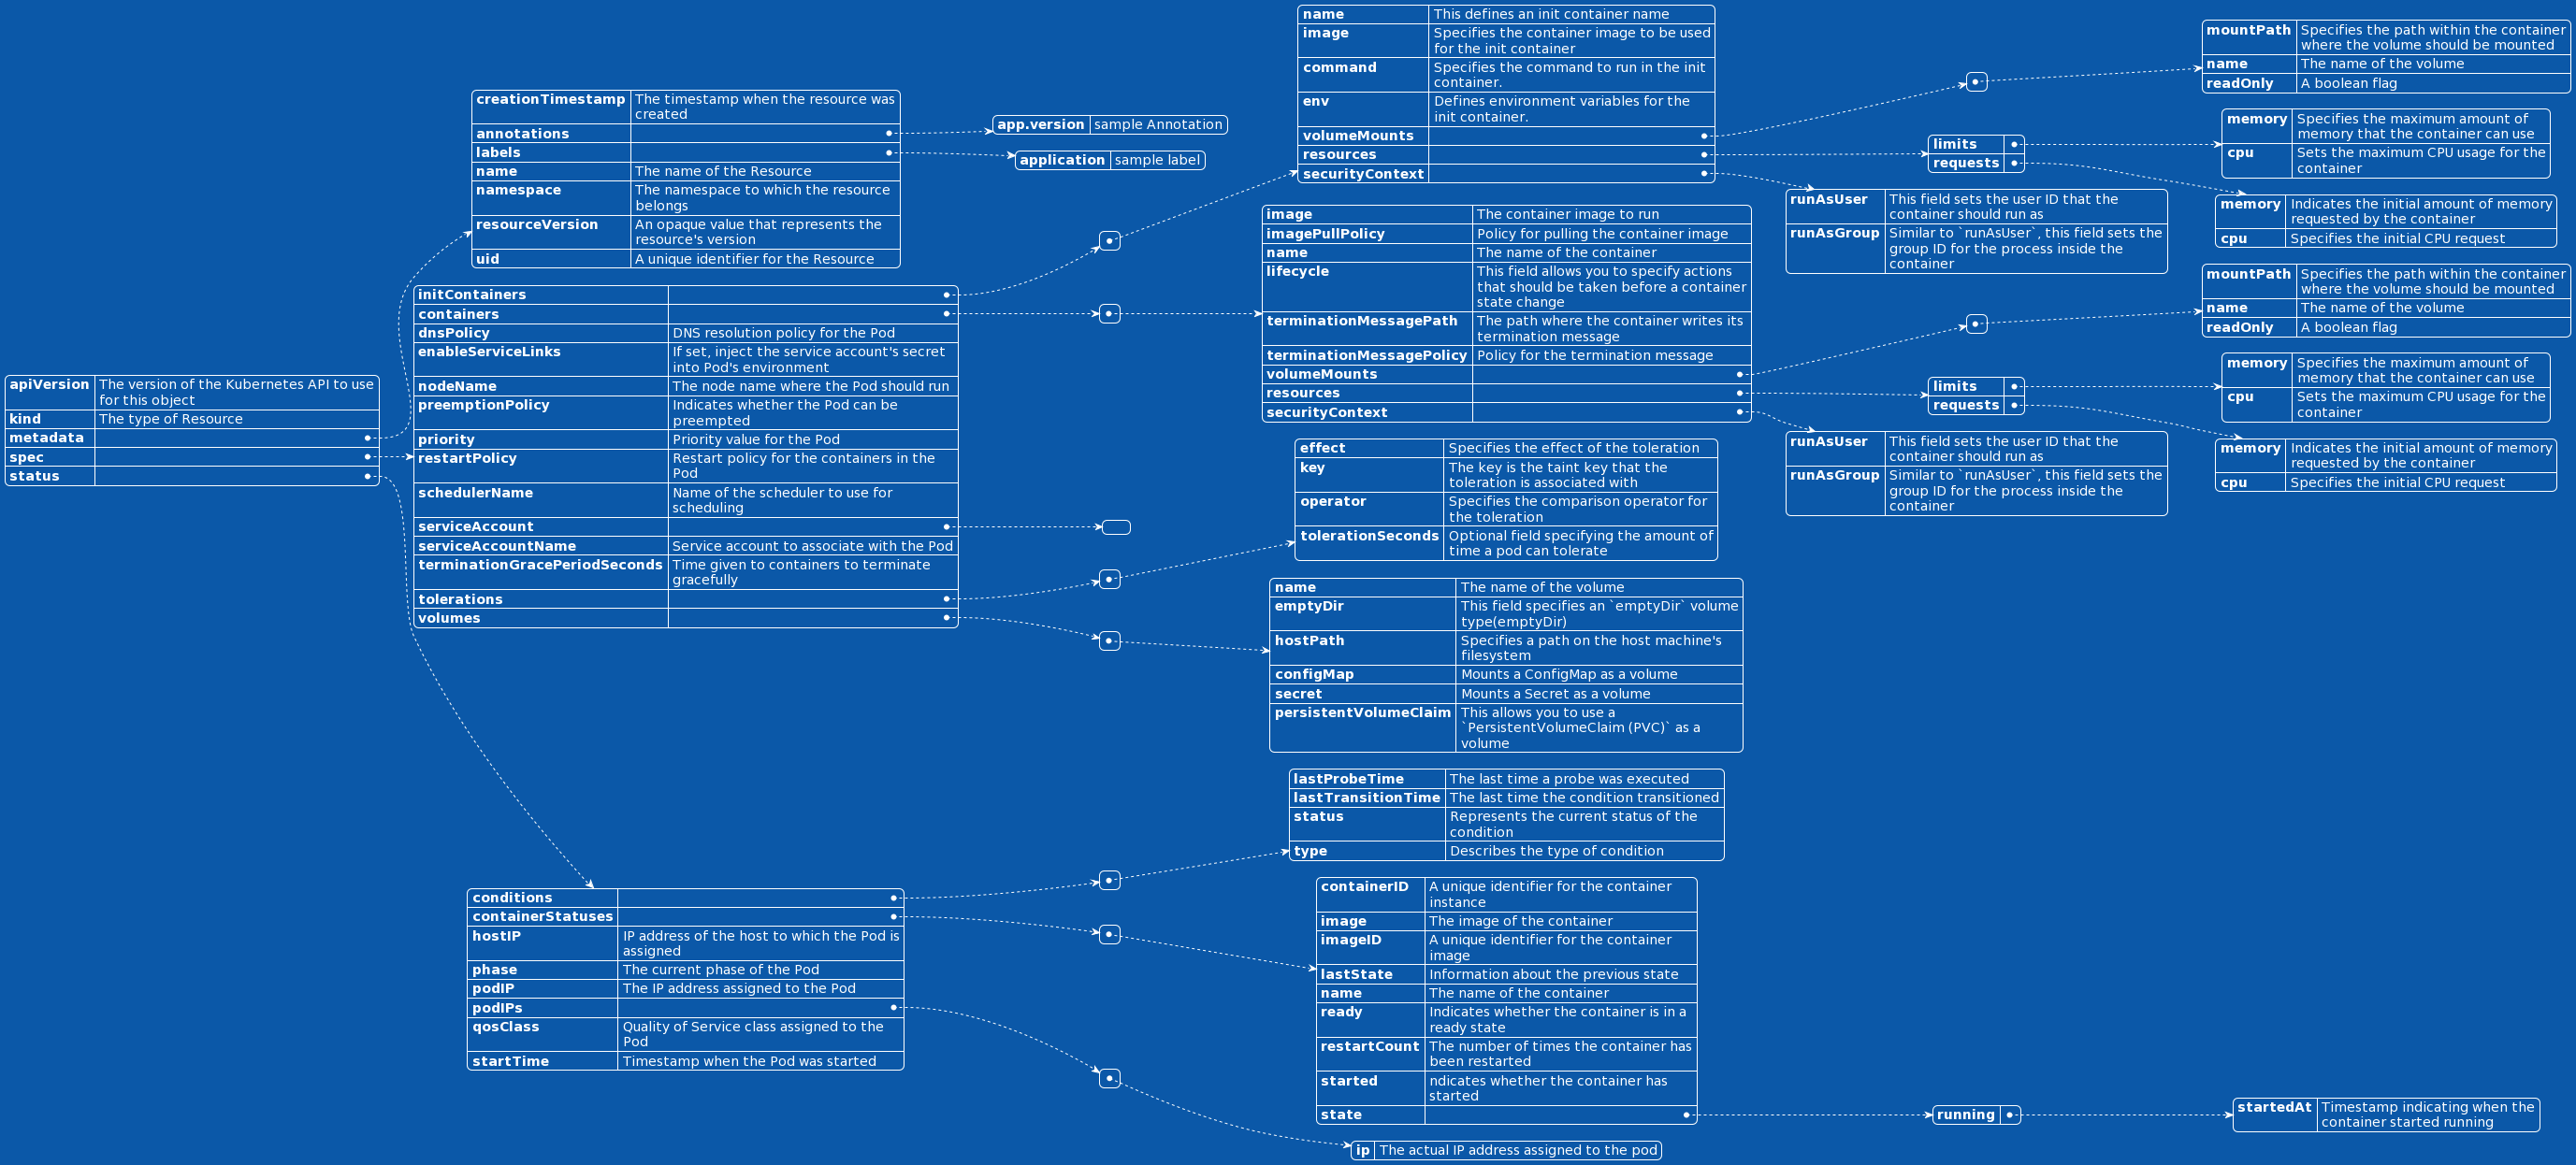 apiVersion The version of the Kubernetes API to use
for this object
kind The type of Resource
metadata
spec
status
creationTimestamp The timestamp when the resource was
created
annotations
labels
name The name of the Resource
namespace The namespace to which the resource
belongs
resourceVersion An opaque value that represents the
resource's version
uid A unique identifier for the Resource
app.version sample Annotation
application sample label
initContainers
containers
dnsPolicy DNS resolution policy for the Pod
enableServiceLinks If set, inject the service account's secret
into Pod's environment
nodeName The node name where the Pod should run
preemptionPolicy Indicates whether the Pod can be
preempted
priority Priority value for the Pod
restartPolicy Restart policy for the containers in the
Pod
schedulerName Name of the scheduler to use for
scheduling
serviceAccount
serviceAccountName Service account to associate with the Pod
terminationGracePeriodSeconds Time given to containers to terminate
gracefully
tolerations
volumes
name This defines an init container name
image Specifies the container image to be used
for the init container
command Specifies the command to run in the init
container.
env Defines environment variables for the
init container.
volumeMounts
resources
securityContext
mountPath Specifies the path within the container
where the volume should be mounted
name The name of the volume
readOnly A boolean flag
limits
requests
memory Specifies the maximum amount of
memory that the container can use
cpu Sets the maximum CPU usage for the
container
memory Indicates the initial amount of memory
requested by the container
cpu Specifies the initial CPU request
runAsUser This field sets the user ID that the
container should run as
runAsGroup Similar to `runAsUser`, this field sets the
group ID for the process inside the
container
image The container image to run
imagePullPolicy Policy for pulling the container image
name The name of the container
lifecycle This field allows you to specify actions
that should be taken before a container
state change
terminationMessagePath The path where the container writes its
termination message
terminationMessagePolicy Policy for the termination message
volumeMounts
resources
securityContext
mountPath Specifies the path within the container
where the volume should be mounted
name The name of the volume
readOnly A boolean flag
limits
requests
memory Specifies the maximum amount of
memory that the container can use
cpu Sets the maximum CPU usage for the
container
memory Indicates the initial amount of memory
requested by the container
cpu Specifies the initial CPU request
runAsUser This field sets the user ID that the
container should run as
runAsGroup Similar to `runAsUser`, this field sets the
group ID for the process inside the
container
effect Specifies the effect of the toleration
key The key is the taint key that the
toleration is associated with
operator Specifies the comparison operator for
the toleration
tolerationSeconds Optional field specifying the amount of
time a pod can tolerate
name The name of the volume
emptyDir This field specifies an `emptyDir` volume
type(emptyDir)
hostPath Specifies a path on the host machine's
filesystem
configMap Mounts a ConfigMap as a volume
secret Mounts a Secret as a volume
persistentVolumeClaim This allows you to use a
`PersistentVolumeClaim (PVC)` as a
volume
conditions
containerStatuses
hostIP IP address of the host to which the Pod is
assigned
phase The current phase of the Pod
podIP The IP address assigned to the Pod
podIPs
qosClass Quality of Service class assigned to the
Pod
startTime Timestamp when the Pod was started
lastProbeTime The last time a probe was executed
lastTransitionTime The last time the condition transitioned
status Represents the current status of the
condition
type Describes the type of condition
containerID A unique identifier for the container
instance
image The image of the container
imageID A unique identifier for the container
image
lastState Information about the previous state
name The name of the container
ready Indicates whether the container is in a
ready state
restartCount The number of times the container has
been restarted
started ndicates whether the container has
started
state
running
startedAt Timestamp indicating when the
container started running
ip The actual IP address assigned to the pod